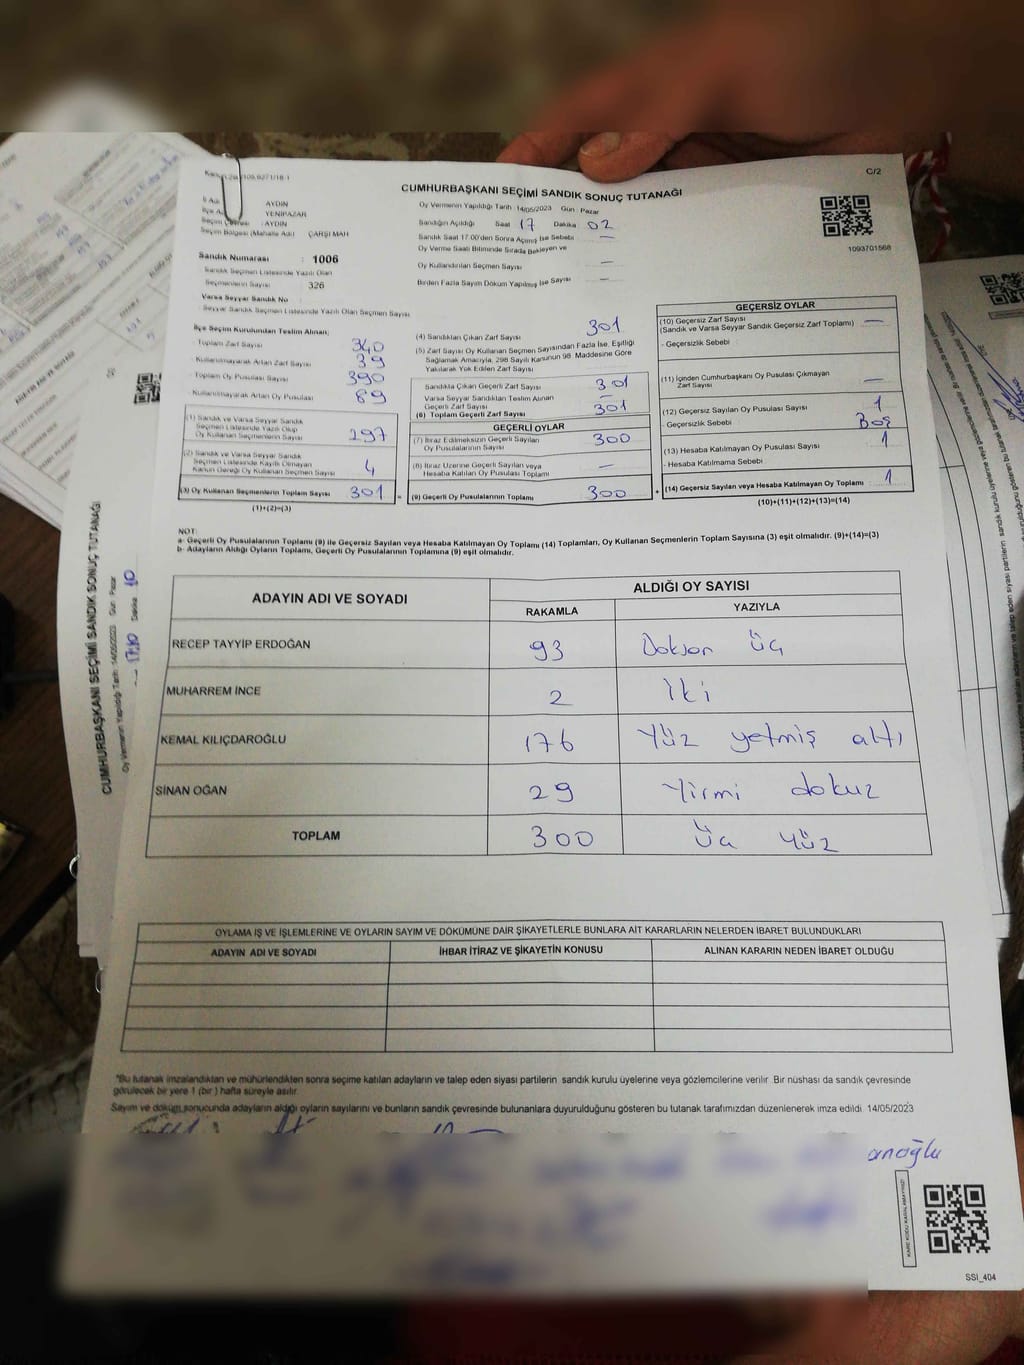 C/2
CUMHURBAŞKANI SEÇİMİ SANDIK SONUÇ TUTANAĞI
Oy Vermenin Yapıldığı Tarih :14/05/2023 Gün : Pazar
AYDIN
YENİPAZAR
Seçim Çevresi : AYDIN
Seçim Bölgesi (Mahalle Adı) : ÇARŞI MAH
Sandığın Açıldığı Saat 17 Dakika 02
Sandık Saat 17.00'den Sonra Açılmış İse Sebebi —
Oy Verme Saati Bitiminde Sırada Bekleyen ve
Oy Kullandırılan Seçmen Sayısı —
Birden Fazla Sayım Döküm Yapılmış İse Sayısı —
1093701568
Sandık Numarası : 1006
Sandık Seçmen Listesinde Yazılı Olan
Seçmenlerin Sayısı : 326
Varsa Seyyar Sandık No
Seyyar Sandık Seçmen Listesinde Yazılı Olan Seçmen Sayısı
İlçe Seçim Kurulundan Teslim Alınan;
Toplam Zarf Sayısı 340
Kullanılmayarak Artan Zarf Sayısı 39
Toplam Oy Pusulası Sayısı 390
Kullanılmayarak Artan Oy Pusulası 89
(1) Sandık ve Varsa Seyyar Sandık
Seçmen Listesinde Yazılı Olup
Oy Kullanan Seçmenlerin Sayısı 297
(2) Sandık ve Varsa Seyyar Sandık
Seçmen Listesinde Kayıtlı Olmayan
Kanun Gereği Oy Kullanan Seçmen Sayısı 4
(3) Oy Kullanan Seçmenlerin Toplam Sayısı 301 =
(1)+(2)=(3)
(4) Sandıktan Çıkan Zarf Sayısı 301
(5) Zarf Sayısı Oy Kullanan Seçmen Sayısından Fazla İse, Eşitliği
Sağlamak Amacıyla, 298 Sayılı Kanunun 98. Maddesine Göre
Yakılarak Yok Edilen Zarf Sayısı
Sandıkta Çıkan Geçerli Zarf Sayısı 301
Varsa Seyyar Sandıktan Teslim Alınan
Geçerli Zarf Sayısı —
(6) Toplam Geçerli Zarf Sayısı 301
GEÇERLİ OYLAR
(7) İtiraz Edilmeksizin Geçerli Sayılan
Oy Pusulalarının Sayısı 300
(8) İtiraz Üzerine Geçerli Sayılan veya
Hesaba Katılan Oy Pusulası Toplamı —
(9) Geçerli Oy Pusulalarının Toplamı 300 +
GEÇERSİZ OYLAR
(10) Geçersiz Zarf Sayısı —
(Sandık ve Varsa Seyyar Sandık Geçersiz Zarf Toplamı)
- Geçersizlik Sebebi
(11) İçinden Cumhurbaşkanı Oy Pusulası Çıkmayan
Zarf Sayısı —
(12) Geçersiz Sayılan Oy Pusulası Sayısı 1
- Geçersizlik Sebebi Boş
(13) Hesaba Katılmayan Oy Pusulası Sayısı 1
- Hesaba Katılmama Sebebi
(14) Geçersiz Sayılan veya Hesaba Katılmayan Oy Toplamı : 1
(10)+(11)+(12)+(13)=(14)
NOT:
a- Geçerli Oy Pusulalarının Toplamı (9) ile Geçersiz Sayılan veya Hesaba Katılmayan Oy Toplamı (14) Toplamları, Oy Kullanan Seçmenlerin Toplam Sayısına (3) eşit olmalıdır. (9)+(14)=(3)
b- Adayların Aldığı Oyların Toplamı, Geçerli Oy Pusulalarının Toplamına (9) eşit olmalıdır.
ADAYIN ADI VE SOYADI ALDIĞI OY SAYISI
RAKAMLA YAZIYLA
RECEP TAYYİP ERDOĞAN 93 Doksan üç
MUHARREM İNCE 2 iki
KEMAL KILIÇDAROĞLU 176 Yüz yetmiş altı
SİNAN OĞAN 29 Yirmi dokuz
TOPLAM 300 Üç yüz
OYLAMA İŞ VE İŞLEMLERİNE VE OYLARIN SAYIM VE DÖKÜMÜNE DAİR ŞİKAYETLERLE BUNLARA AİT KARARLARIN NELERDEN İBARET BULUNDUKLARI
ADAYIN ADI VE SOYADI İHBAR İTİRAZ VE ŞİKAYETİN KONUSU ALINAN KARARIN NEDEN İBARET OLDUĞU
*Bu tutanak imzalandıktan ve mühürlendikten sonra seçime katılan adayların ve talep eden siyasi partilerin sandık kurulu üyelerine veya gözlemcilerine verilir. Bir nüshası da sandık çevresinde
görülecek bir yere 1 (bir ) hafta süreyle asılır.
Sayım ve döküm sonucunda adayların aldığı oyların sayılarını ve bunların sandık çevresinde bulunanlara duyurulduğunu gösteren bu tutanak tarafımızdan düzenlenerek imza edildi. 14/05/2023
anoğlu
KARE KODU KARALAMAYINIZ!
SSI_404
CUMHURBAŞKANI SEÇİMİ SANDIK SONUÇ TUTANAĞI
Oy Vermenin Yapıldığı Tarih :14/05/2023 Gün : Pazar
Dakika 10